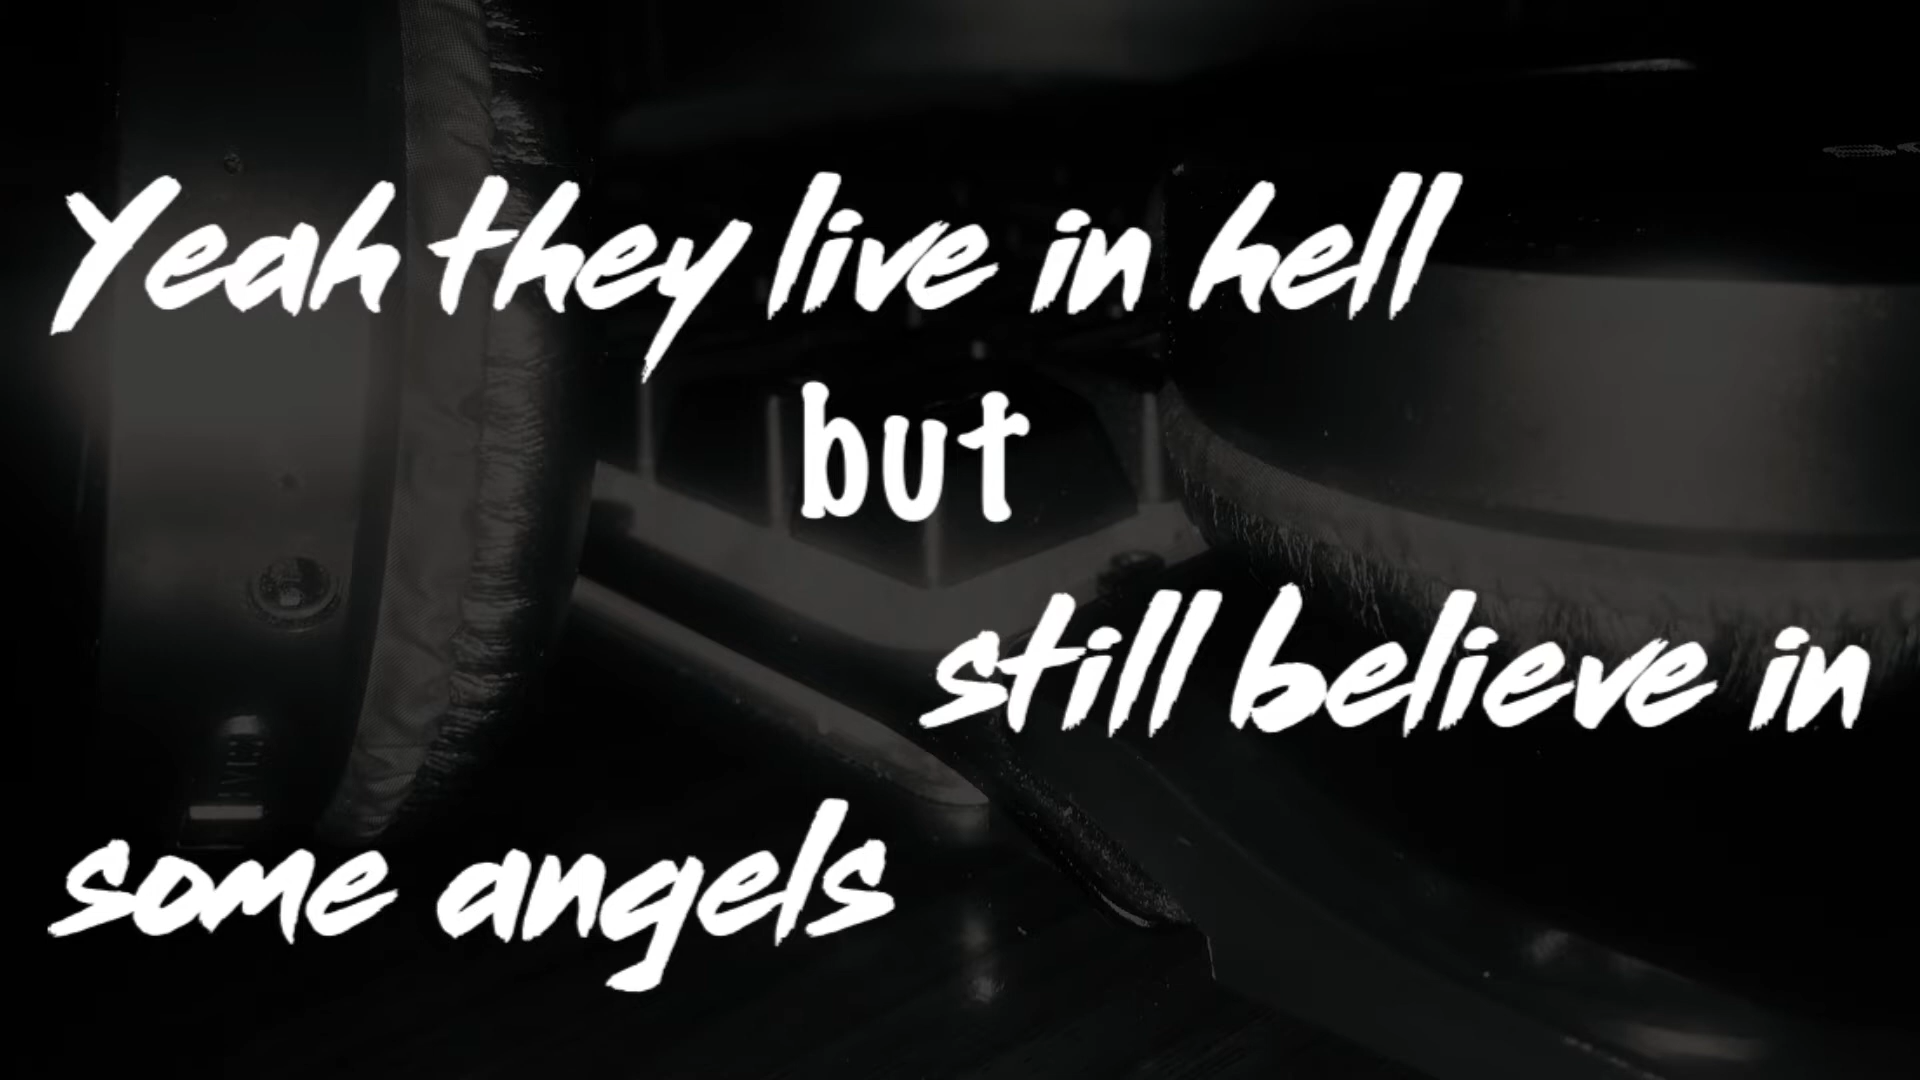 Yeah they live in hell
but
still believe in
some angels